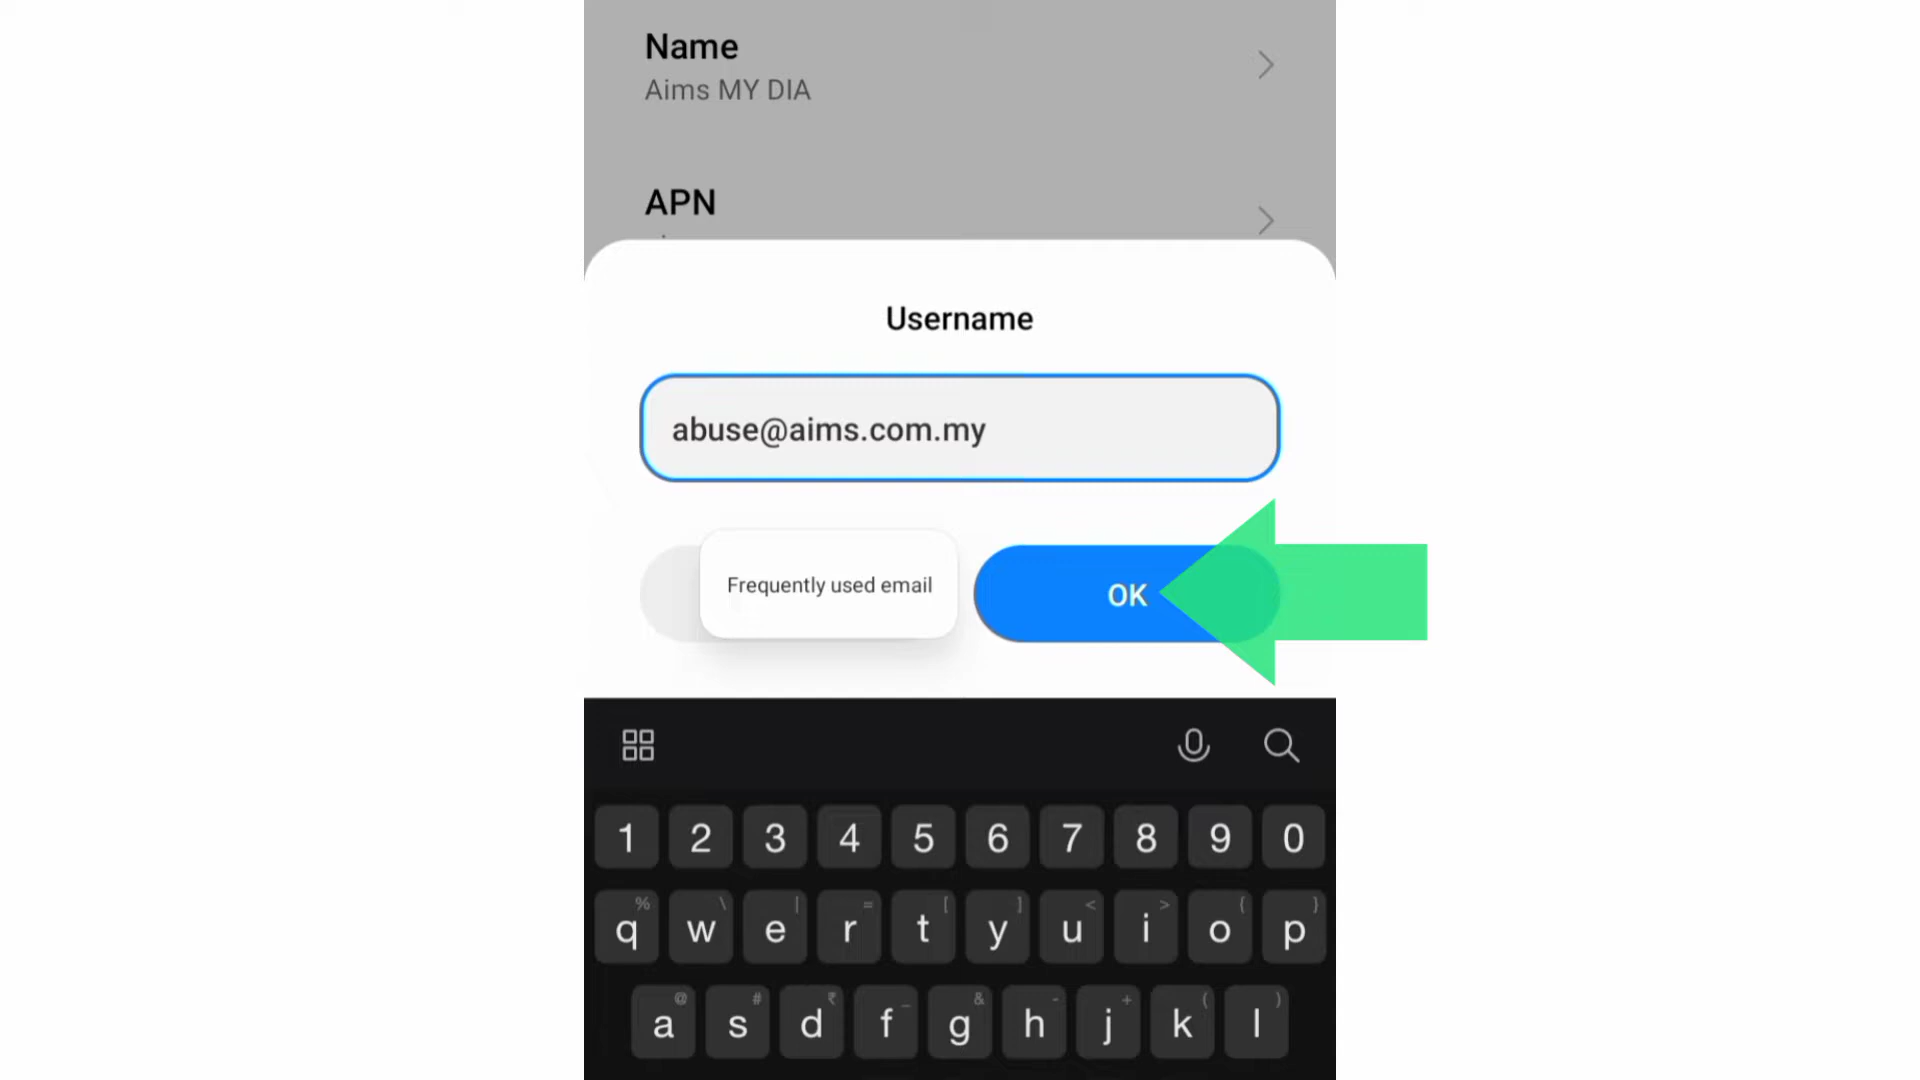 Name
Aims MY DIA
APN
Username
abuse@aims.com.my
Frequently used email
OK
1 2 3 4 5 6 7 8 9 0
% \ | = [ ] < > { }
q w e r t y u i o p
@ # ₹ _ & - + ( )
a s d f g h j k l